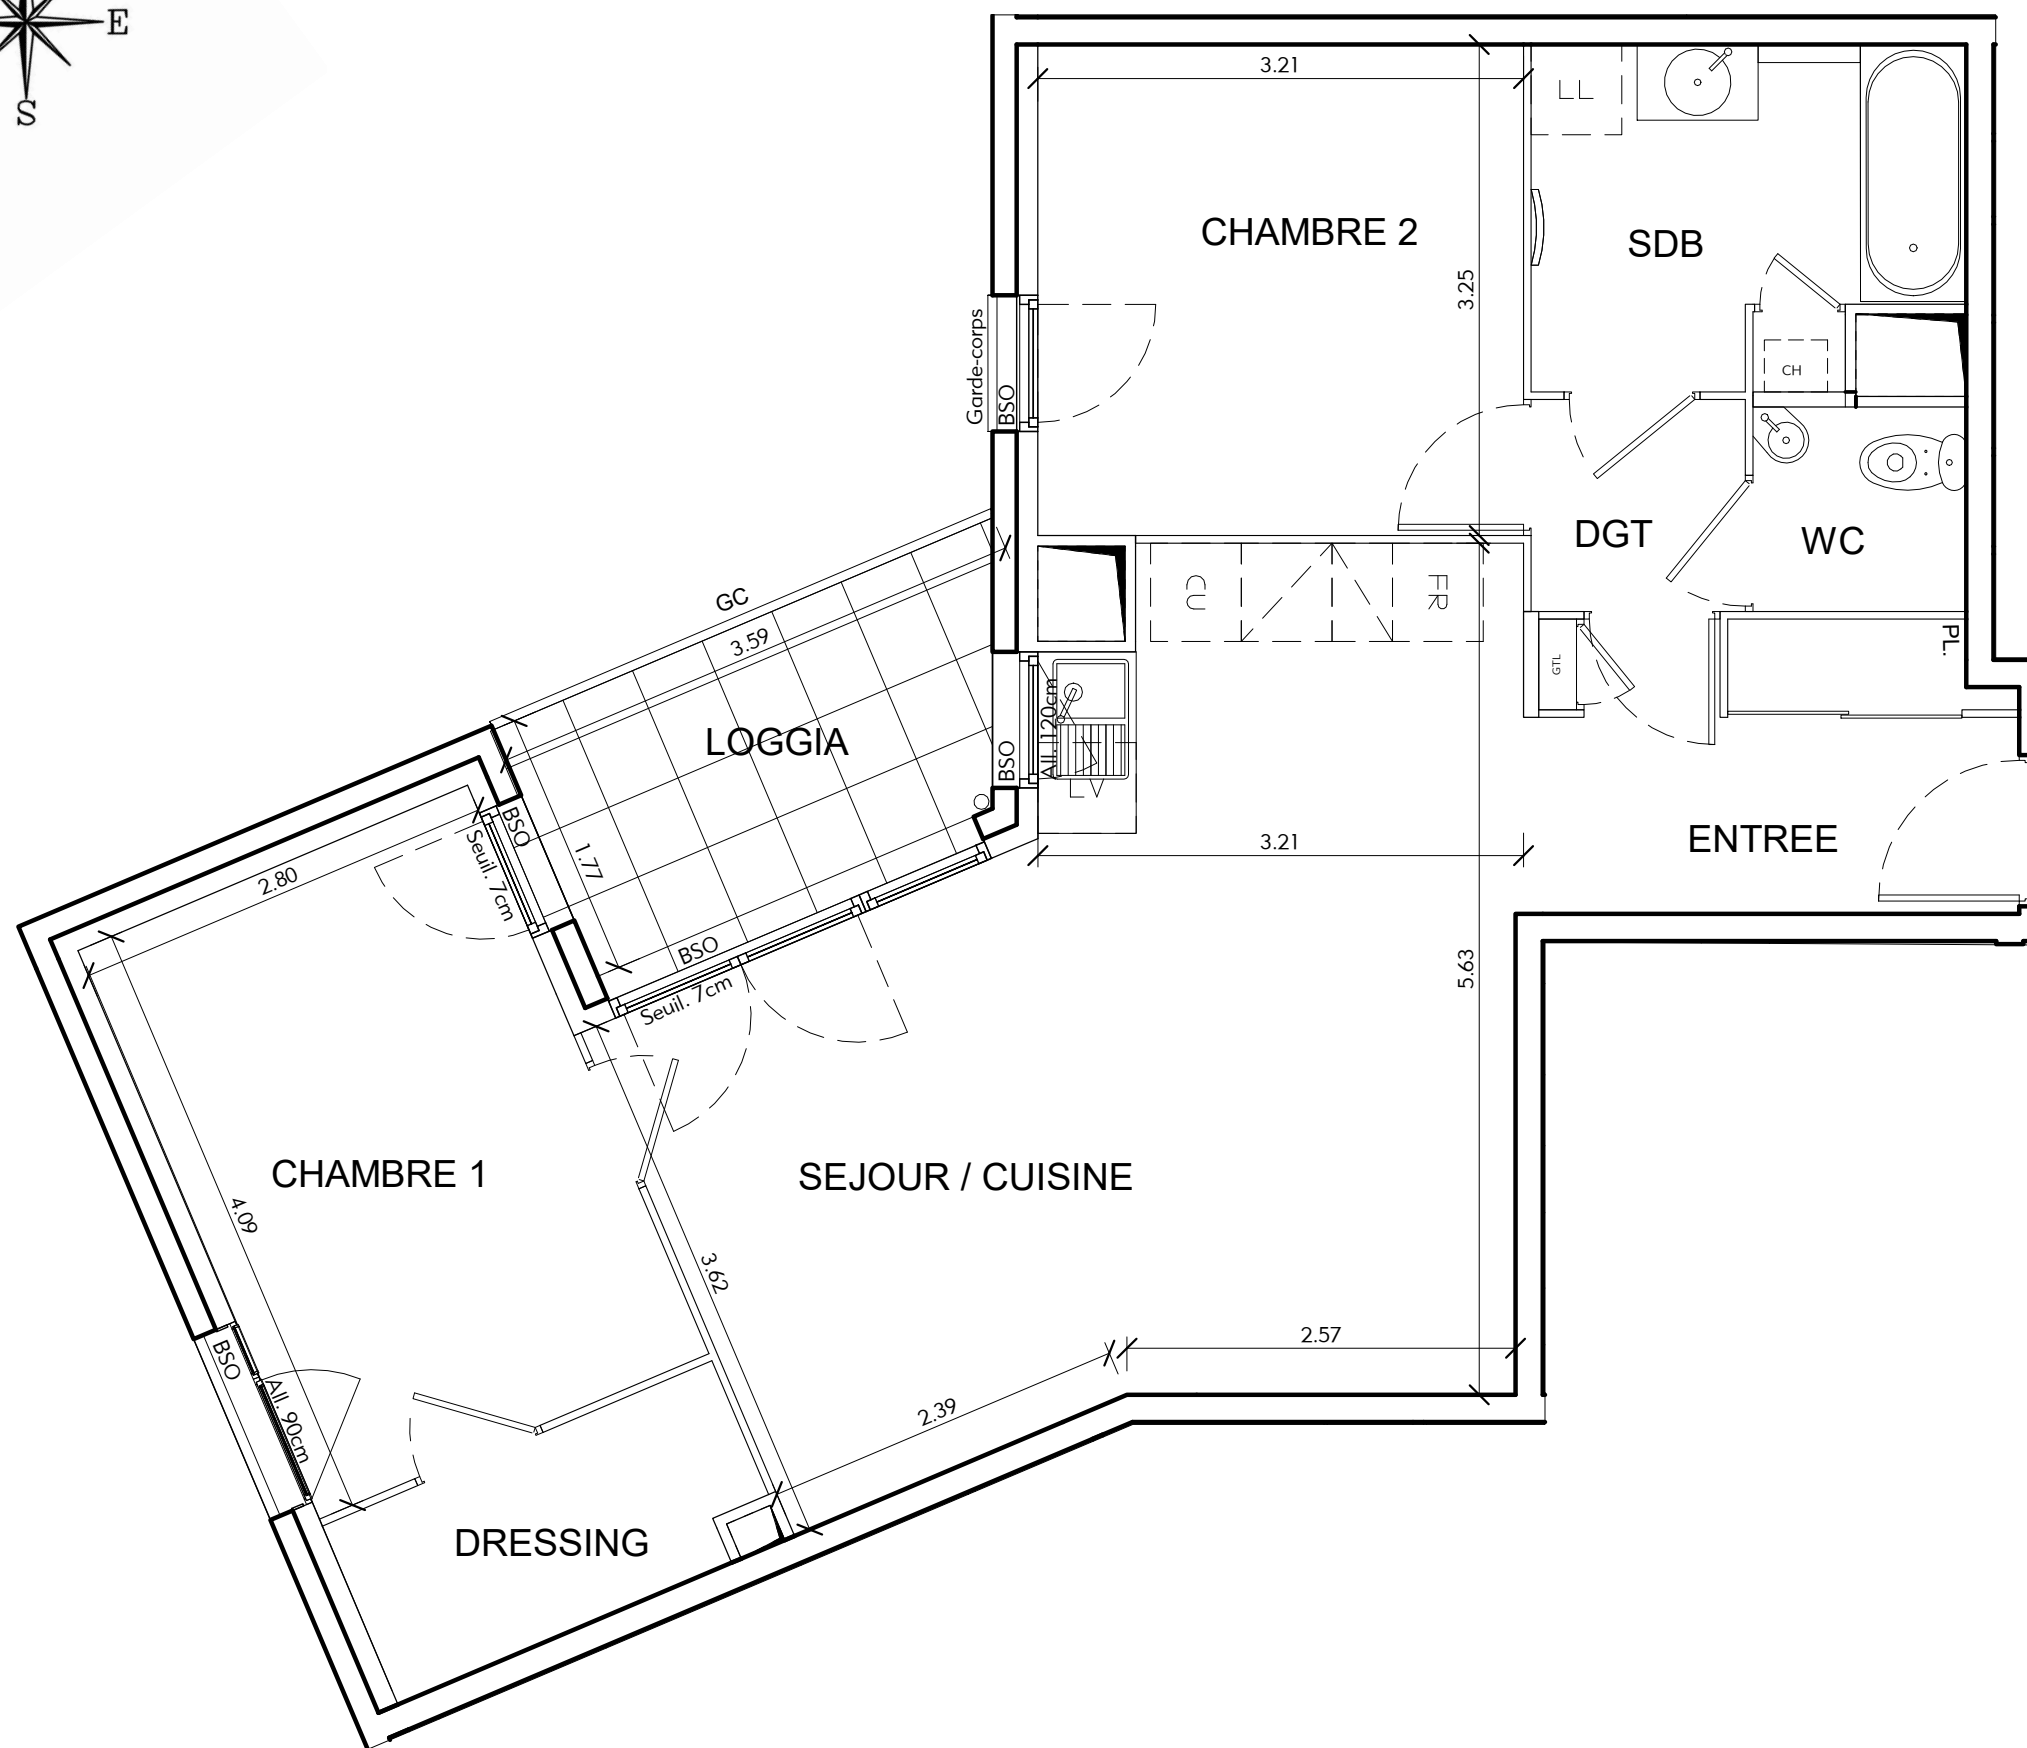 E
S
3.21
LL
CHAMBRE 2
SDB
3.25
Garde-corps
BSO
CH
DGT
WC
CU
FR
GC
3.59
GTL
PL.
LOGGIA
BSO
All. 120cm
LV
ENTREE
3.21
BSO
Seuil. 7cm
1.77
2.80
BSO
Seuil. 7cm
5.63
CHAMBRE 1
SEJOUR / CUISINE
4.09
3.62
2.57
BSO
All. 90cm
2.39
DRESSING